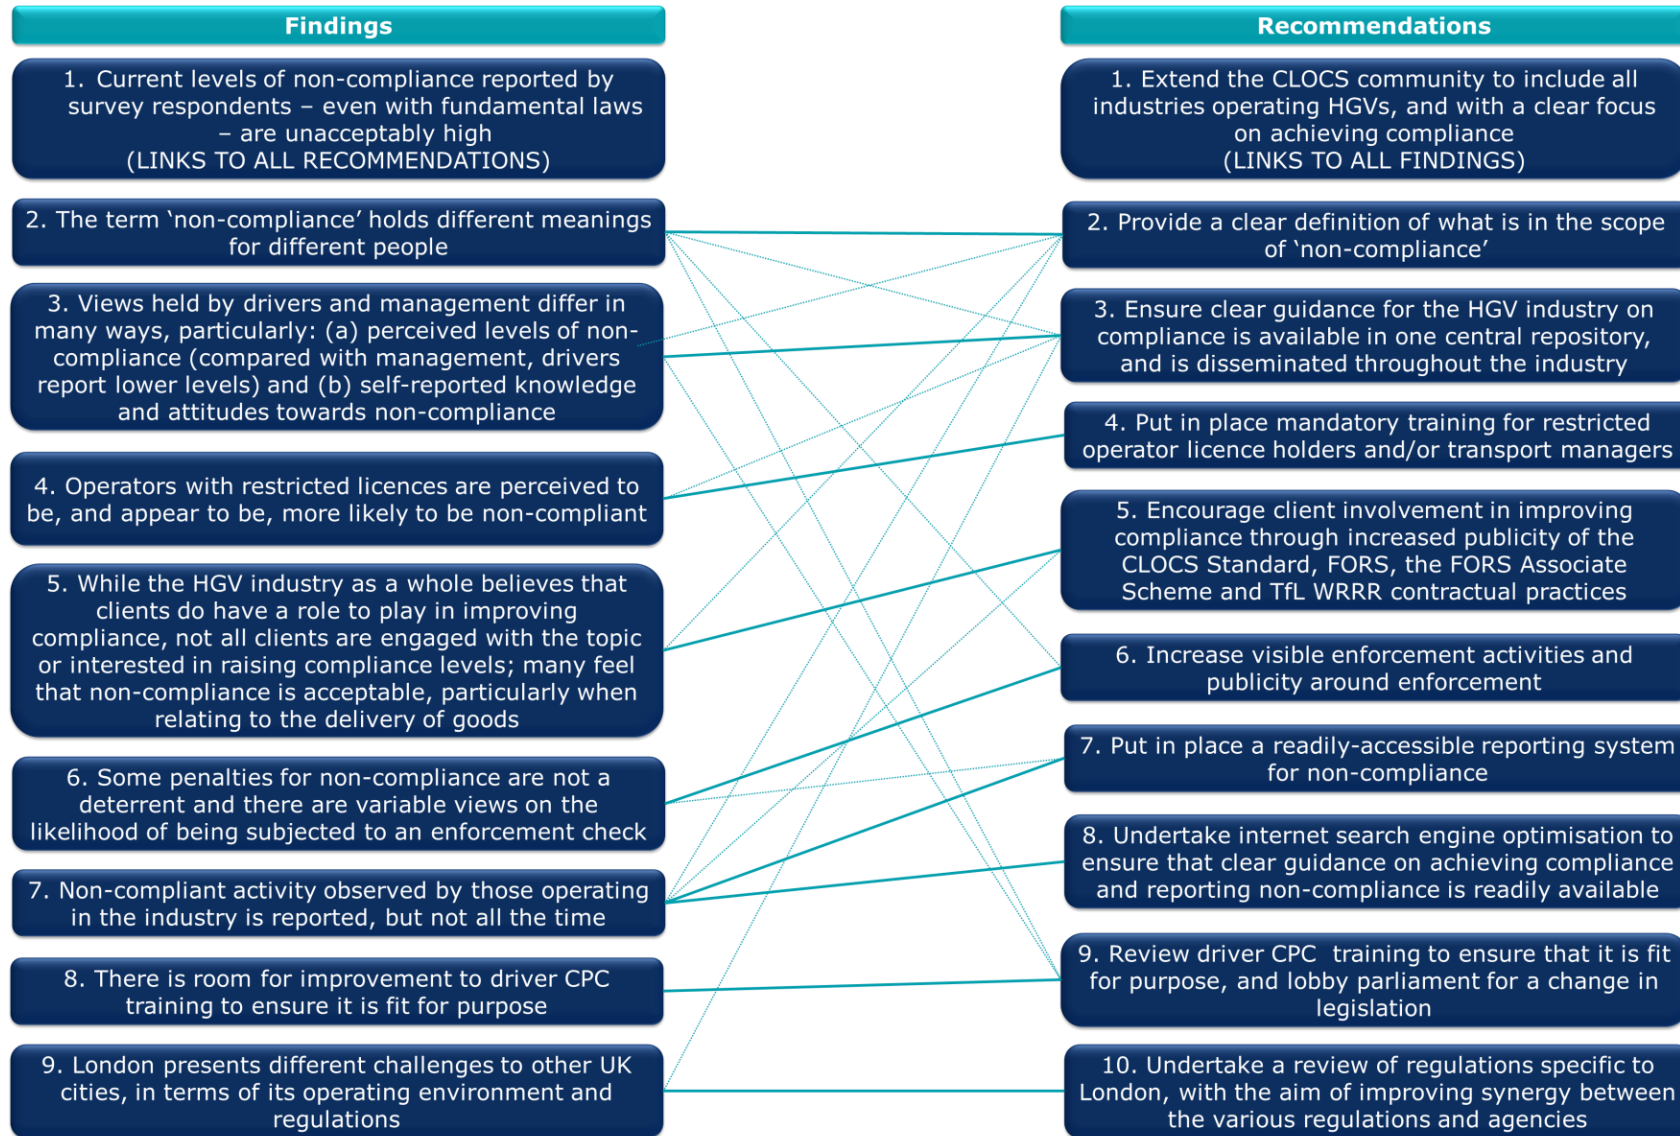 Findings
1. Current levels of non-compliance reported by
survey respondents – even with fundamental laws
– are unacceptably high
(LINKS TO ALL RECOMMENDATIONS)
2. The term ‘non-compliance’ holds different meanings
for different people
3. Views held by drivers and management differ in
many ways, particularly: (a) perceived levels of non-
compliance (compared with management, drivers
report lower levels) and (b) self-reported knowledge
and attitudes towards non-compliance
4. Operators with restricted licences are perceived to
be, and appear to be, more likely to be non-compliant
5. While the HGV industry as a whole believes that
clients do have a role to play in improving
compliance, not all clients are engaged with the topic
or interested in raising compliance levels; many feel
that non-compliance is acceptable, particularly when
relating to the delivery of goods
6. Some penalties for non-compliance are not a
deterrent and there are variable views on the
likelihood of being subjected to an enforcement check
7. Non-compliant activity observed by those operating
in the industry is reported, but not all the time
8. There is room for improvement to driver CPC
training to ensure it is fit for purpose
9. London presents different challenges to other UK
cities, in terms of its operating environment and
regulations
Recommendations
1. Extend the CLOCS community to include all
industries operating HGVs, and with a clear focus
on achieving compliance
(LINKS TO ALL FINDINGS)
2. Provide a clear definition of what is in the scope
of ‘non-compliance’
3. Ensure clear guidance for the HGV industry on
compliance is available in one central repository,
and is disseminated throughout the industry
4. Put in place mandatory training for restricted
operator licence holders and/or transport managers
5. Encourage client involvement in improving
compliance through increased publicity of the
CLOCS Standard, FORS, the FORS Associate
Scheme and TfL WRRR contractual practices
6. Increase visible enforcement activities and
publicity around enforcement
7. Put in place a readily-accessible reporting system
for non-compliance
8. Undertake internet search engine optimisation to
ensure that clear guidance on achieving compliance
and reporting non-compliance is readily available
9. Review driver CPC training to ensure that it is fit
for purpose, and lobby parliament for a change in
legislation
10. Undertake a review of regulations specific to
London, with the aim of improving synergy between
the various regulations and agencies